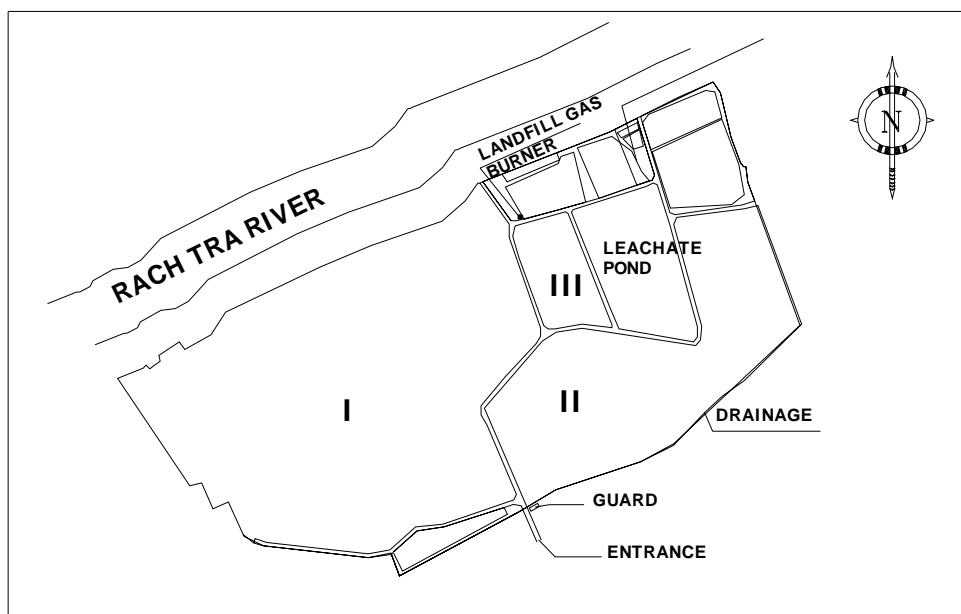 LANDFILL GAS
BURNER
N
RACH TRA RIVER
LEACHATE
POND
III
I
II
DRAINAGE
GUARD
ENTRANCE